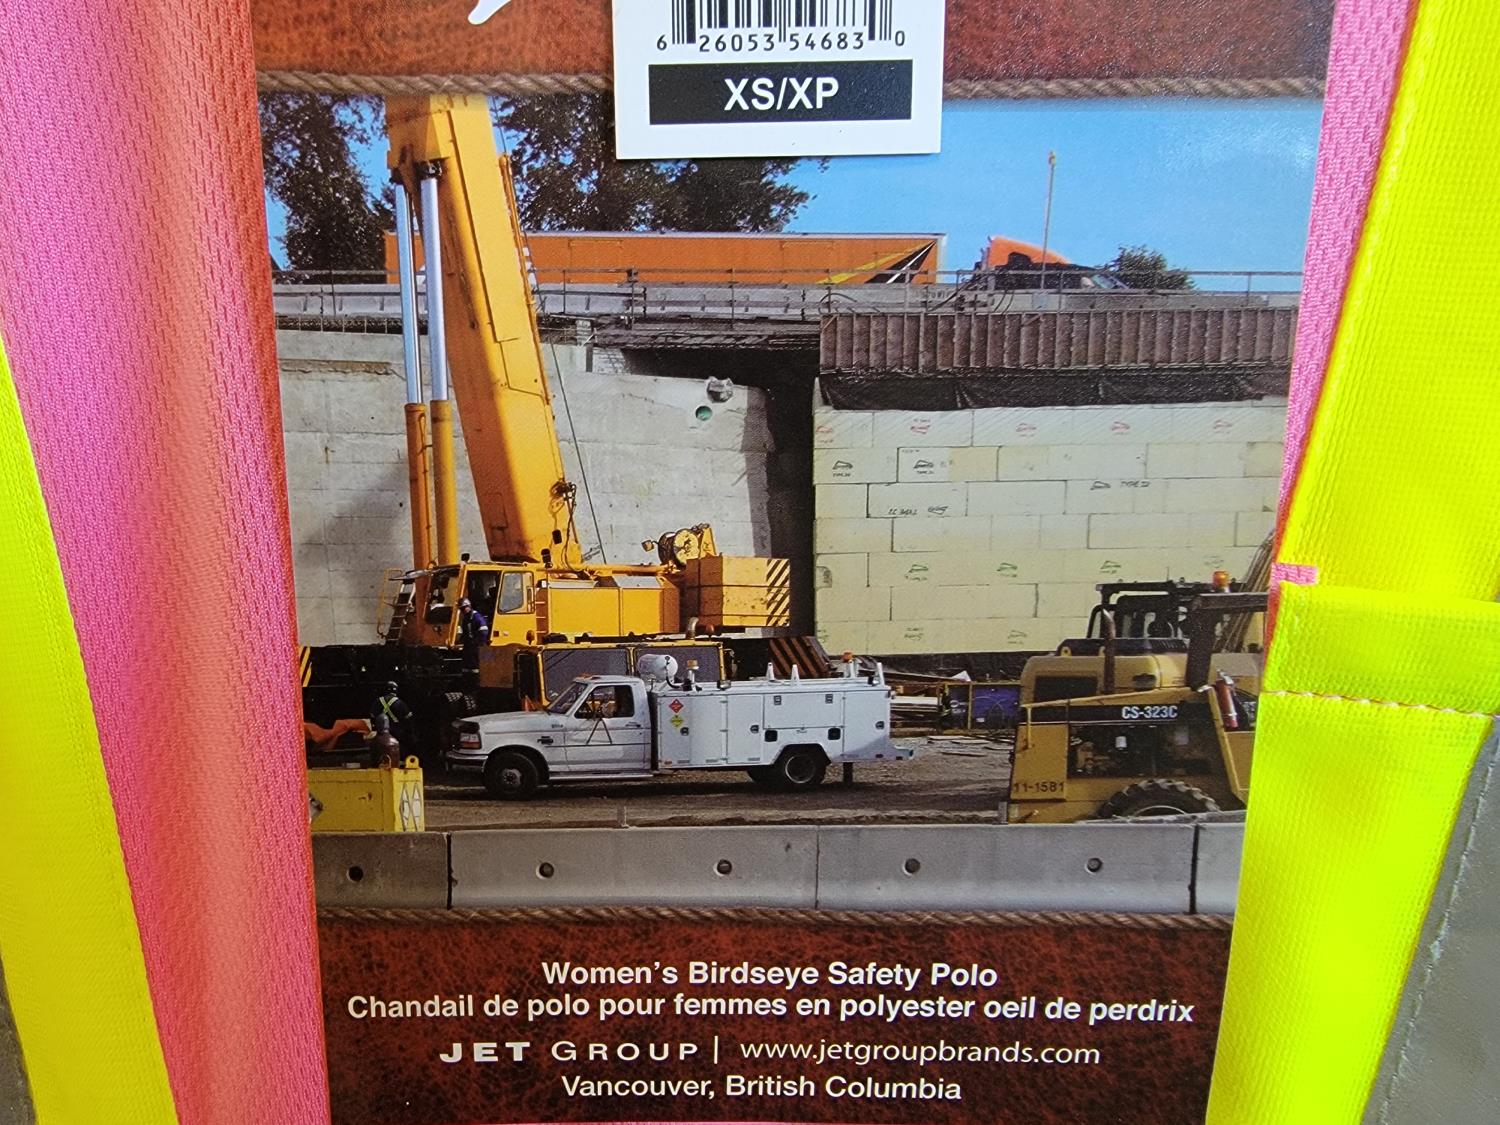 6 26053 54683 0
XS/XP
CS-323C
11-1581
Women's Birdseye Safety Polo
Chandail de polo pour femmes en polyester oeil de perdrix
JET GROUP | www.jetgroupbrands.com
Vancouver, British Columbia